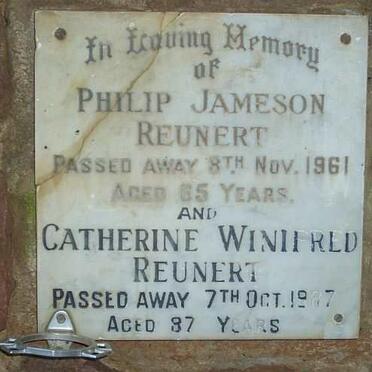 In Loving Memory
OF
PHILIP JAMESON
REUNERT
PASSED AWAY 8TH NOV. 1961
AGED 65 YEARS.
AND
CATHERINE WINIFRED
REUNERT
PASSED AWAY 7TH OCT.
AGED 87 YEARS